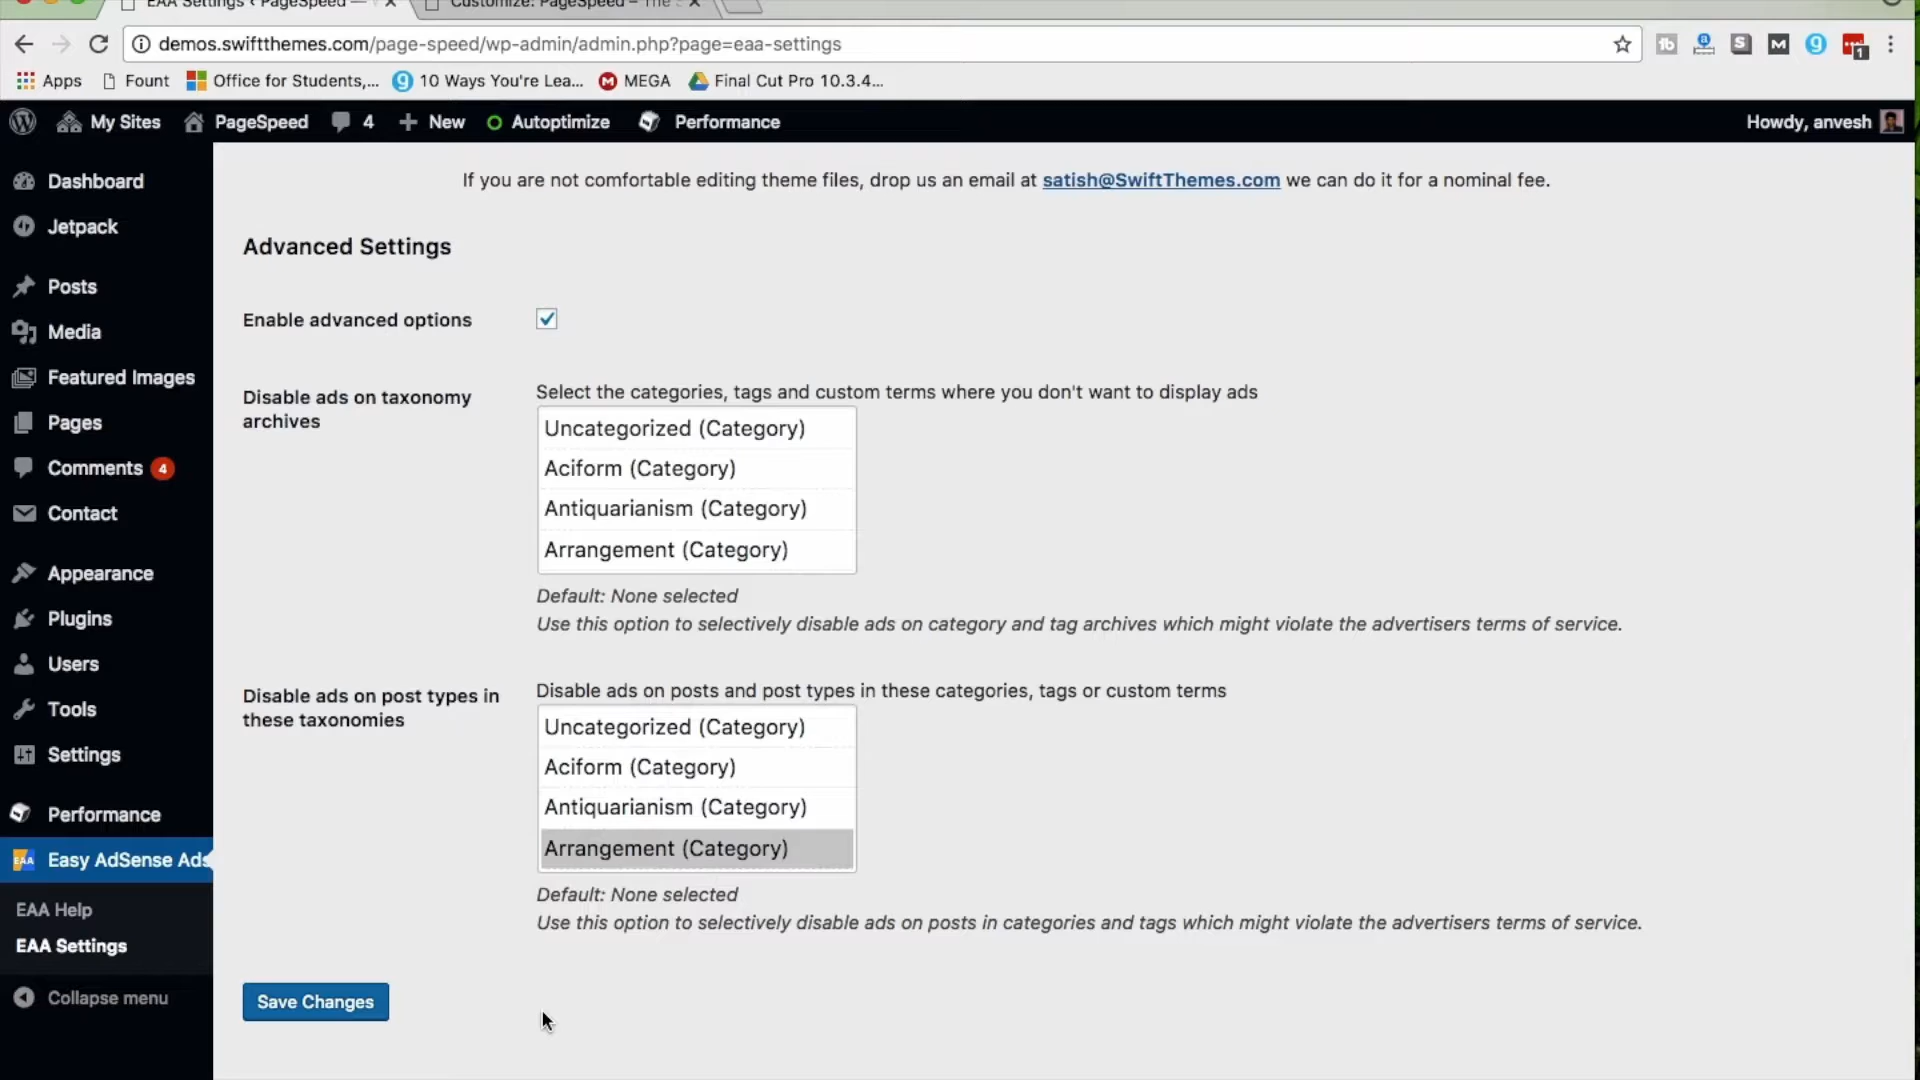 EAA Settings ‹ PageSpeed —
Customize: PageSpeed – The
demos.swiftthemes.com/page-speed/wp-admin/admin.php?page=eaa-settings
Apps Fount Office for Students,... 10 Ways You're Lea... MEGA Final Cut Pro 10.3.4...
My Sites PageSpeed 4 New Autoptimize Performance Howdy, anvesh
Dashboard
Jetpack
Posts
Media
Featured Images
Pages
Comments 4
Contact
Appearance
Plugins
Users
Tools
Settings
Performance
EAA Easy AdSense Ads
EAA Help
EAA Settings
Collapse menu
If you are not comfortable editing theme files, drop us an email at satish@SwiftThemes.com we can do it for a nominal fee.
Advanced Settings
Enable advanced options
Disable ads on taxonomy
archives
Select the categories, tags and custom terms where you don't want to display ads
Uncategorized (Category)
Aciform (Category)
Antiquarianism (Category)
Arrangement (Category)
Default: None selected
Use this option to selectively disable ads on category and tag archives which might violate the advertisers terms of service.
Disable ads on post types in
these taxonomies
Disable ads on posts and post types in these categories, tags or custom terms
Uncategorized (Category)
Aciform (Category)
Antiquarianism (Category)
Arrangement (Category)
Default: None selected
Use this option to selectively disable ads on posts in categories and tags which might violate the advertisers terms of service.
Save Changes